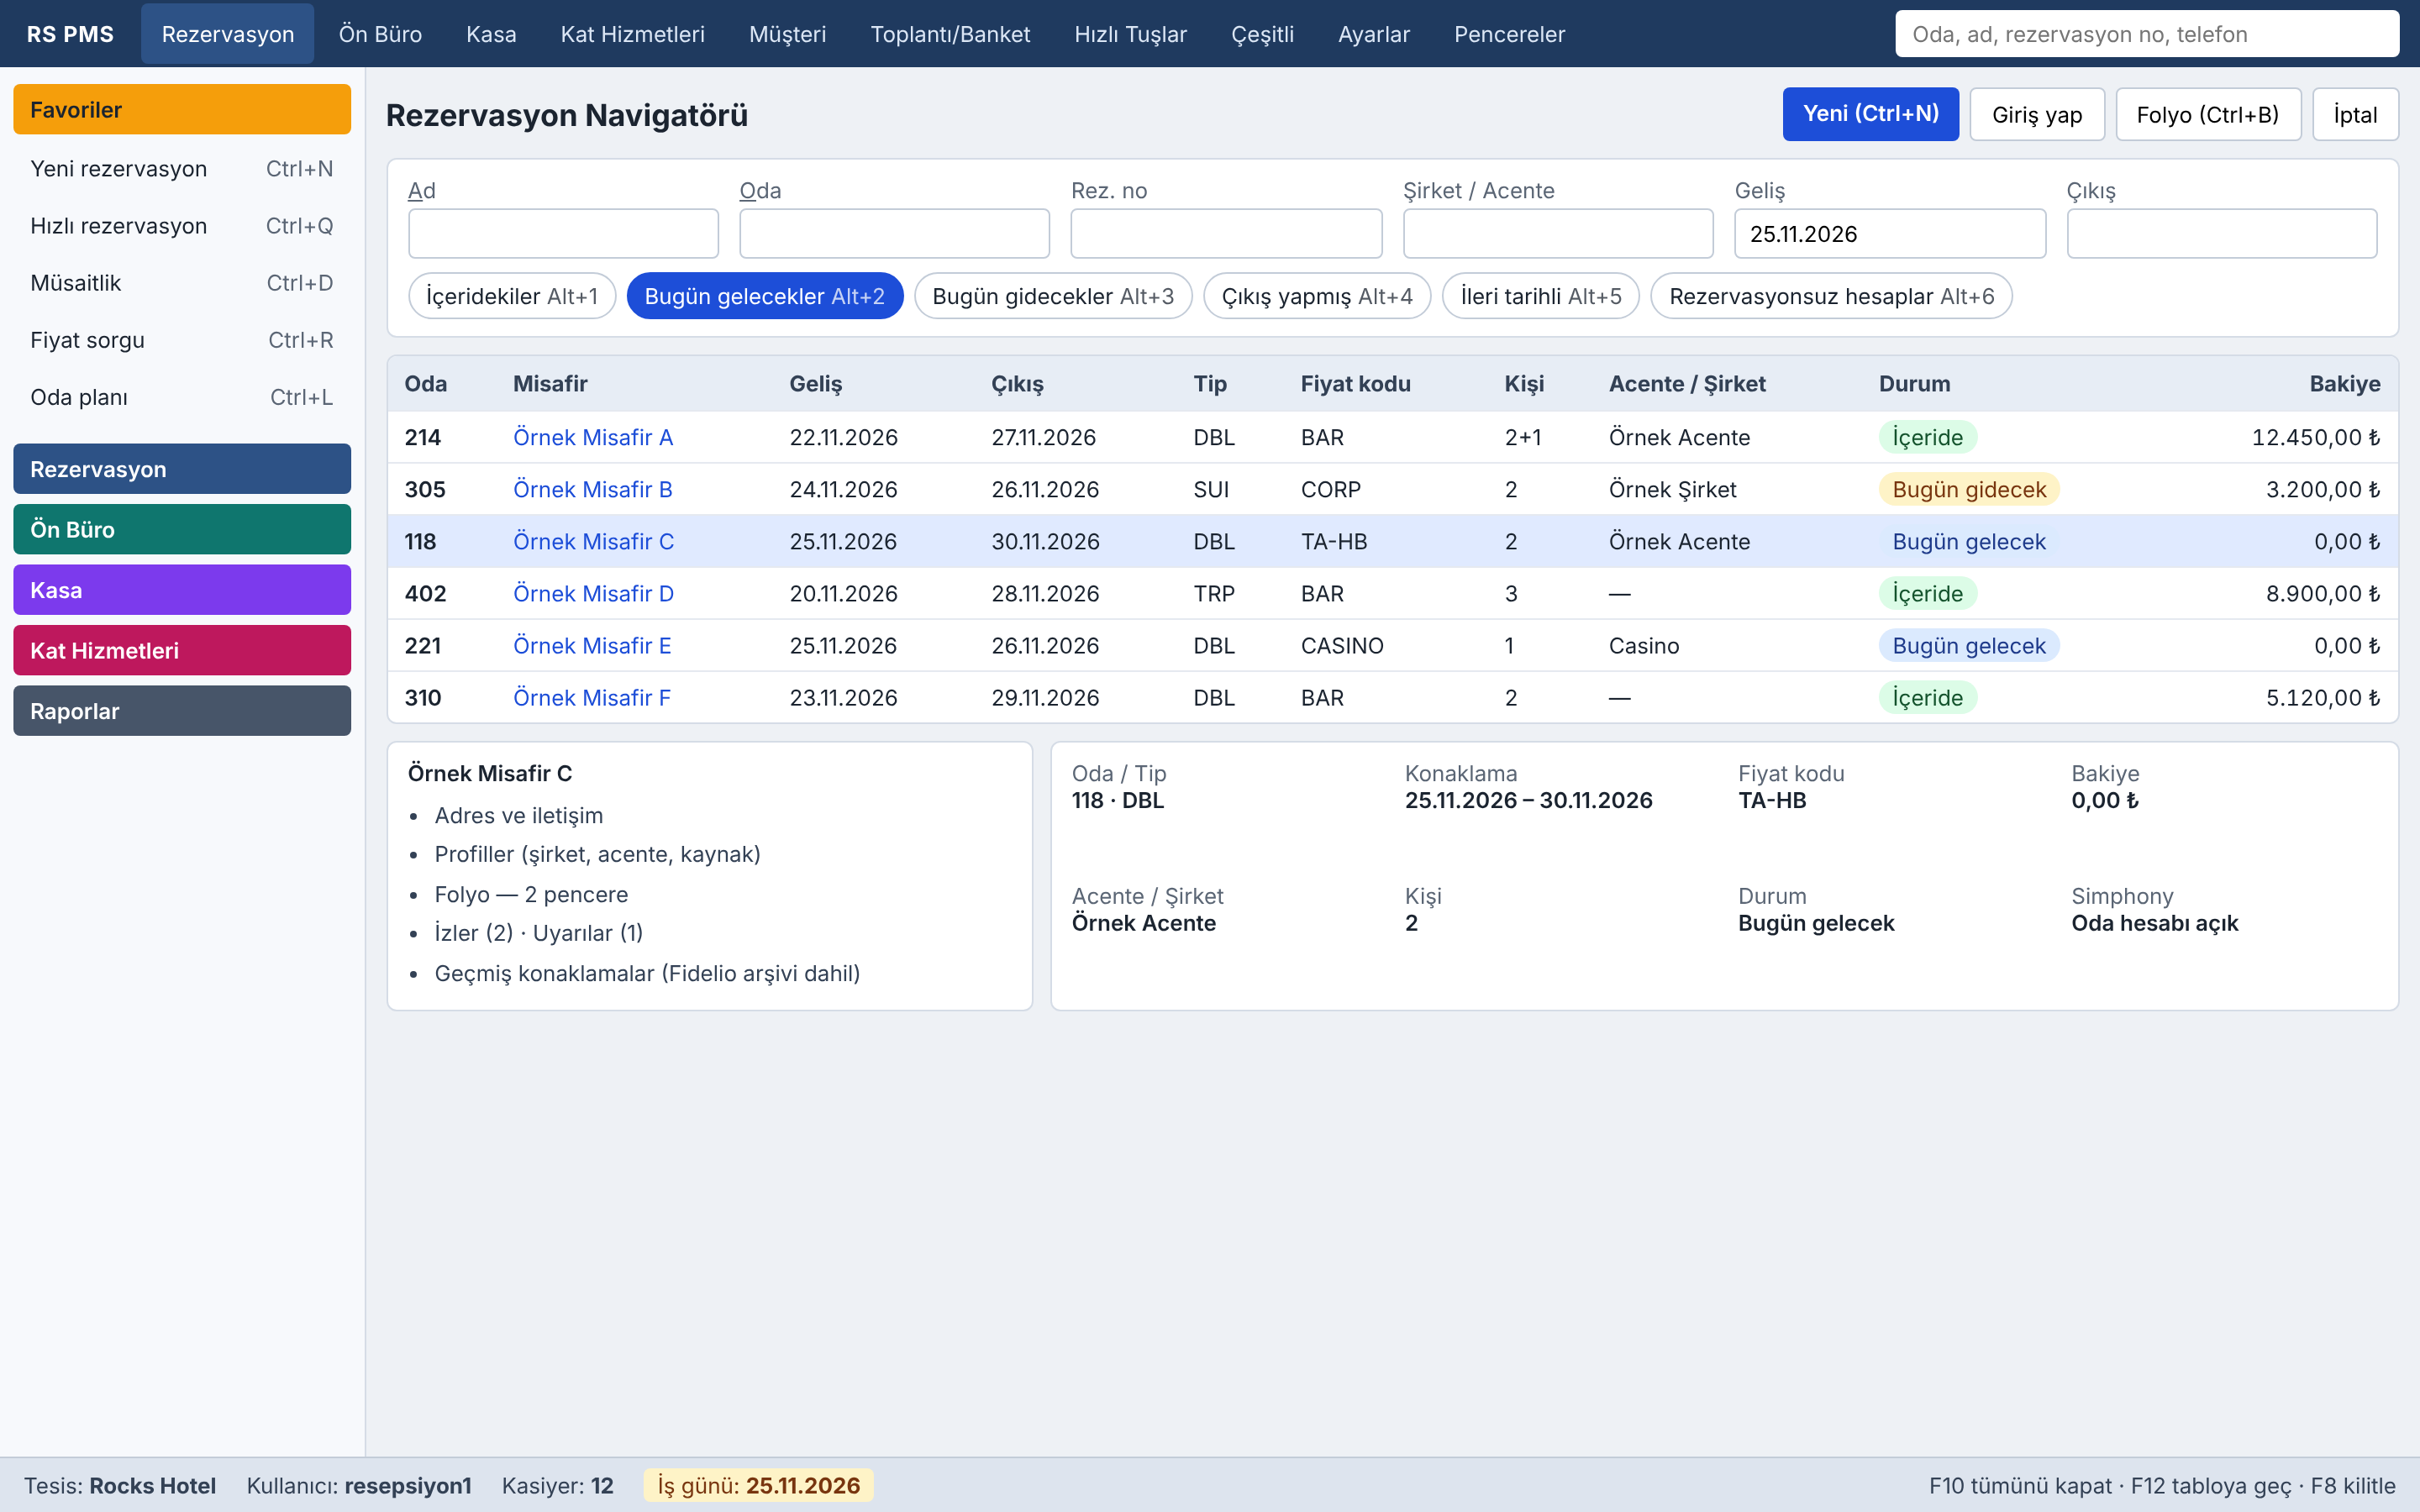 RS PMS Rezervasyon Ön Büro Kasa Kat Hizmetleri Müşteri Toplantı/Banket Hızlı Tuşlar Çeşitli Ayarlar Pencereler Oda, ad, rezervasyon no, telefon
Favoriler
Yeni rezervasyon Ctrl+N
Hızlı rezervasyon Ctrl+Q
Müsaitlik Ctrl+D
Fiyat sorgu Ctrl+R
Oda planı Ctrl+L
Rezervasyon
Ön Büro
Kasa
Kat Hizmetleri
Raporlar
Rezervasyon Navigatörü Yeni (Ctrl+N) Giriş yap Folyo (Ctrl+B) İptal
Ad Oda Rez. no Şirket / Acente Geliş Çıkış
25.11.2026
İçeridekiler Alt+1 Bugün gelecekler Alt+2 Bugün gidecekler Alt+3 Çıkış yapmış Alt+4 İleri tarihli Alt+5 Rezervasyonsuz hesaplar Alt+6
Oda Misafir Geliş Çıkış Tip Fiyat kodu Kişi Acente / Şirket Durum Bakiye
214 Örnek Misafir A 22.11.2026 27.11.2026 DBL BAR 2+1 Örnek Acente İçeride 12.450,00 ₺
305 Örnek Misafir B 24.11.2026 26.11.2026 SUI CORP 2 Örnek Şirket Bugün gidecek 3.200,00 ₺
118 Örnek Misafir C 25.11.2026 30.11.2026 DBL TA-HB 2 Örnek Acente Bugün gelecek 0,00 ₺
402 Örnek Misafir D 20.11.2026 28.11.2026 TRP BAR 3 — İçeride 8.900,00 ₺
221 Örnek Misafir E 25.11.2026 26.11.2026 DBL CASINO 1 Casino Bugün gelecek 0,00 ₺
310 Örnek Misafir F 23.11.2026 29.11.2026 DBL BAR 2 — İçeride 5.120,00 ₺
Örnek Misafir C
• Adres ve iletişim
• Profiller (şirket, acente, kaynak)
• Folyo — 2 pencere
• İzler (2) · Uyarılar (1)
• Geçmiş konaklamalar (Fidelio arşivi dahil)
Oda / Tip Konaklama Fiyat kodu Bakiye
118 · DBL 25.11.2026 – 30.11.2026 TA-HB 0,00 ₺
Acente / Şirket Kişi Durum Simphony
Örnek Acente 2 Bugün gelecek Oda hesabı açık
Tesis: Rocks Hotel Kullanıcı: resepsiyon1 Kasiyer: 12 İş günü: 25.11.2026 F10 tümünü kapat · F12 tabloya geç · F8 kilitle